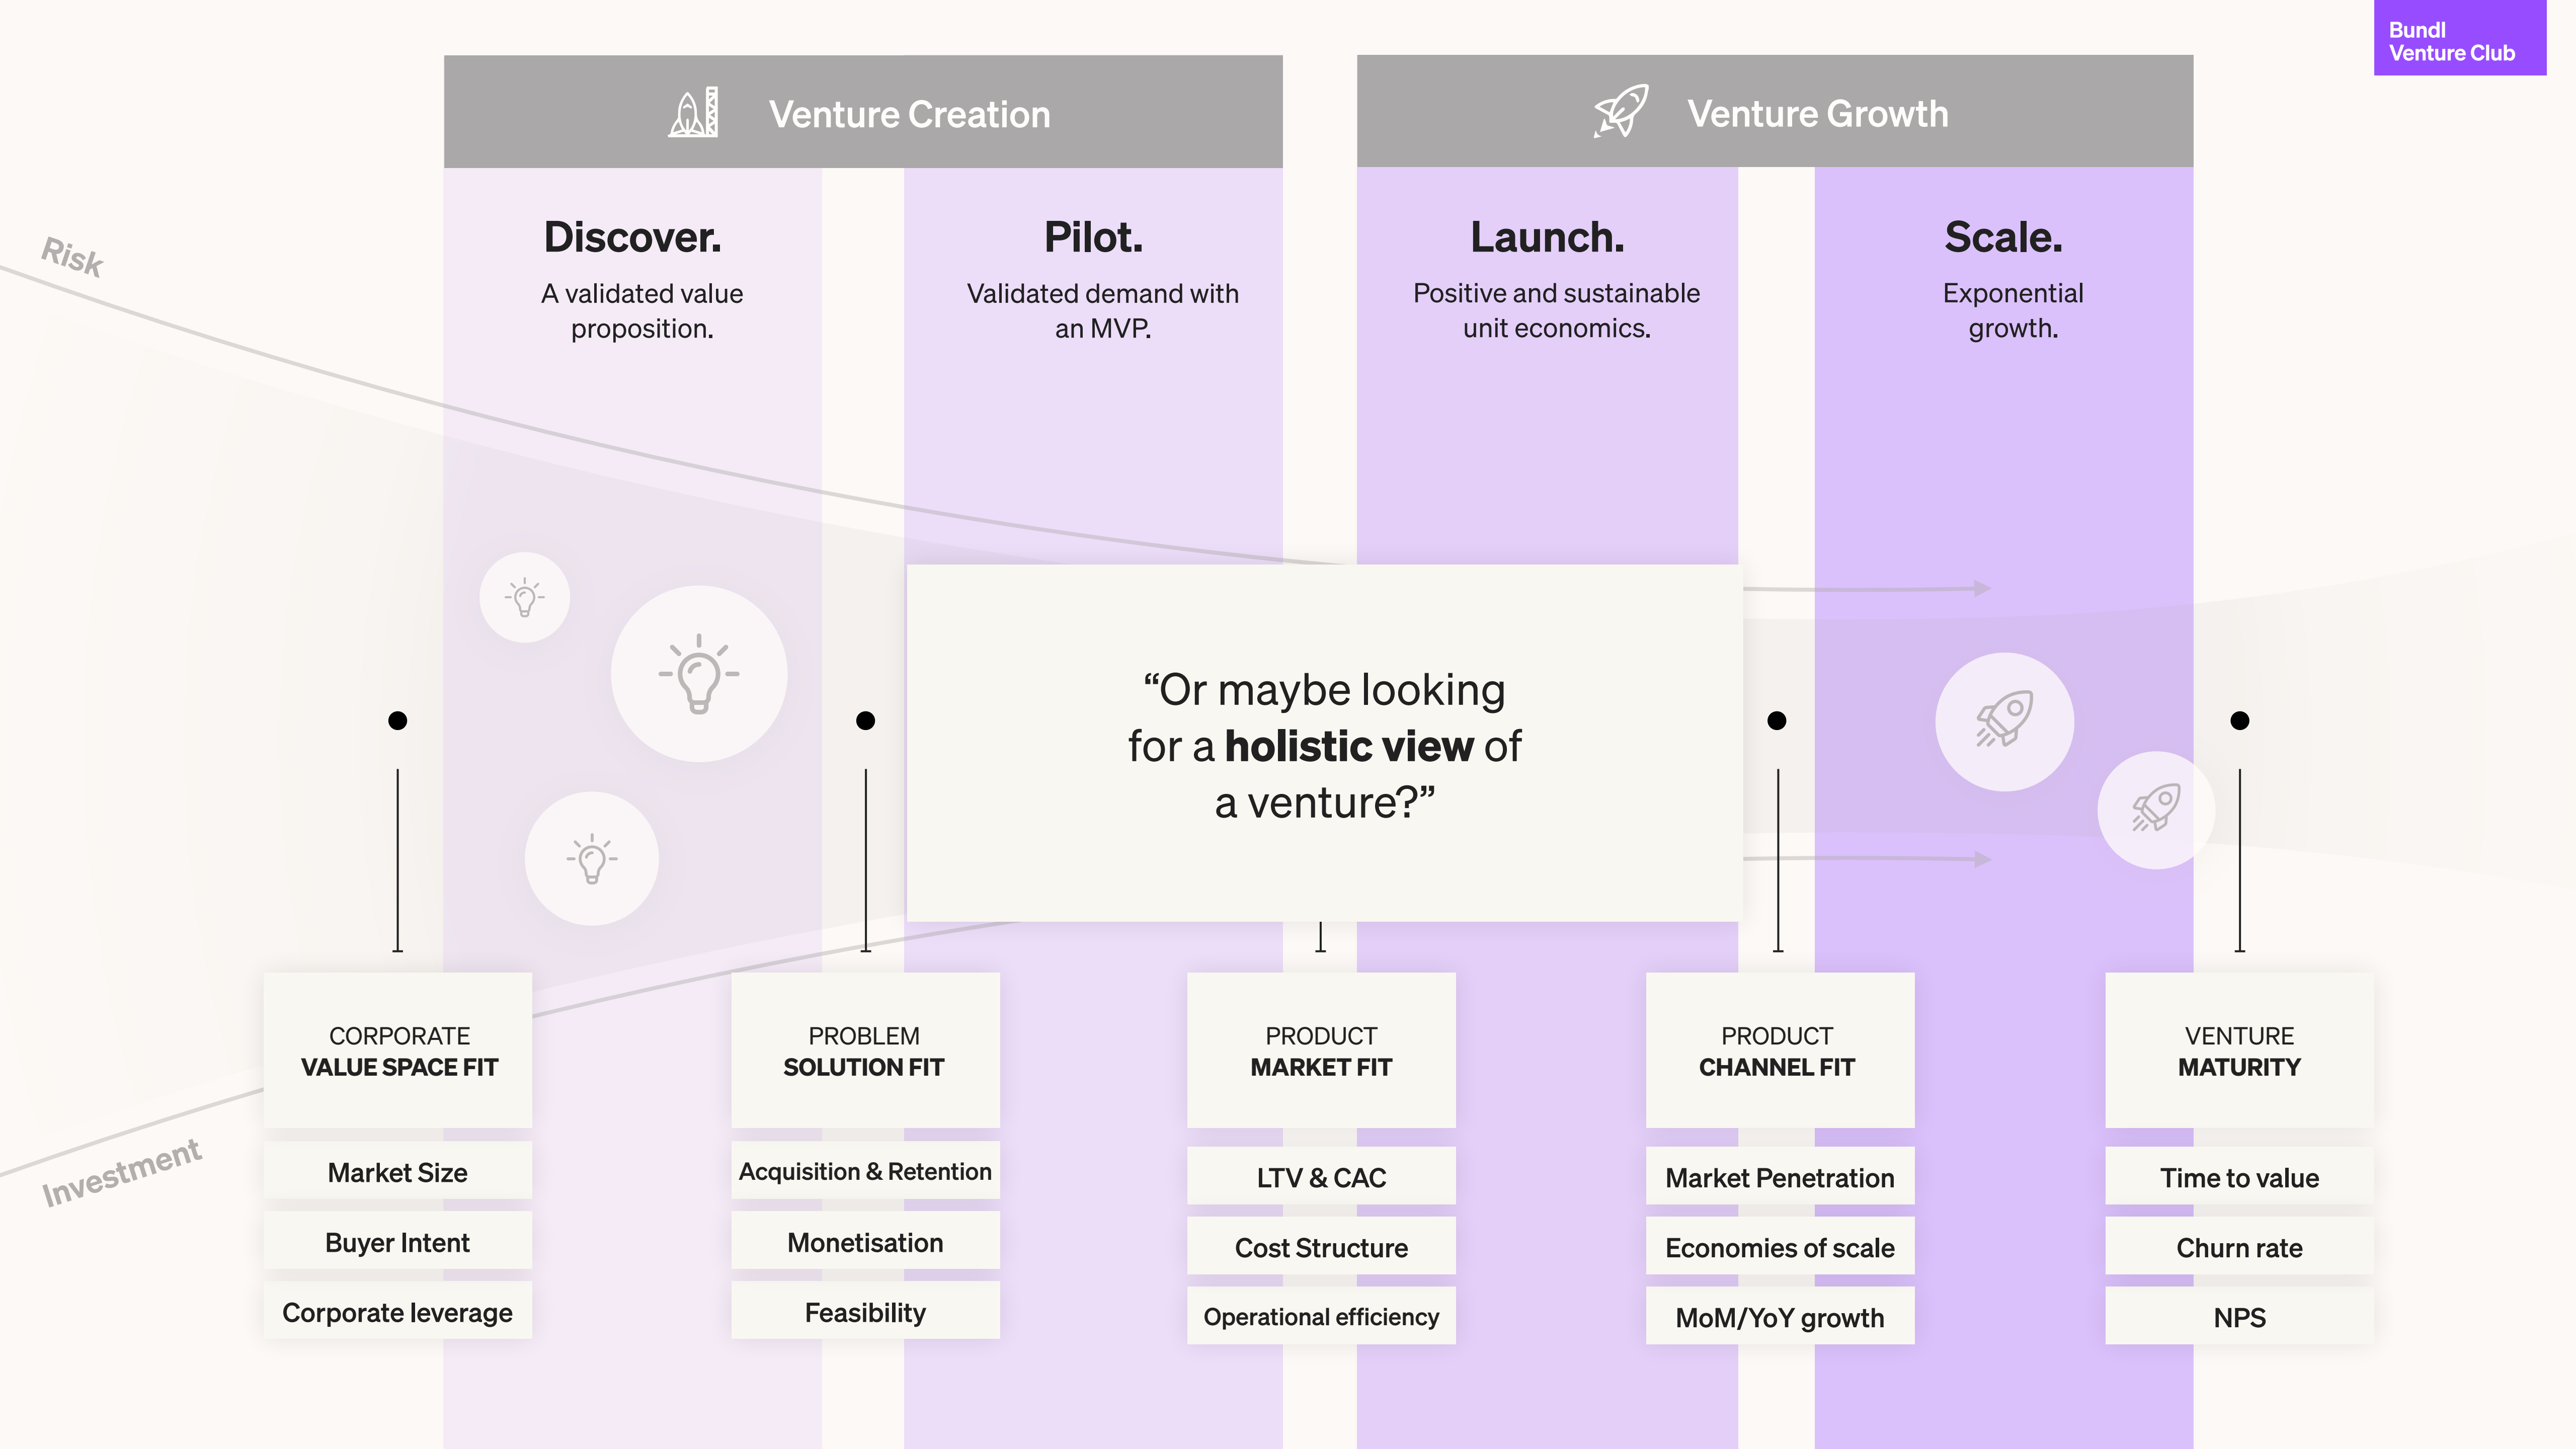 Bundl
Venture Club
Venture Creation
Venture Growth
Discover.
A validated value
proposition.
Pilot.
Validated demand with
an MVP.
Launch.
Positive and sustainable
unit economics.
Scale.
Exponential
growth.
Risk
“Or maybe looking
for a holistic view of
a venture?”
Investment
CORPORATE
VALUE SPACE FIT
Market Size
Buyer Intent
Corporate leverage
PROBLEM
SOLUTION FIT
Acquisition & Retention
Monetisation
Feasibility
PRODUCT
MARKET FIT
LTV & CAC
Cost Structure
Operational efficiency
PRODUCT
CHANNEL FIT
Market Penetration
Economies of scale
MoM/YoY growth
VENTURE
MATURITY
Time to value
Churn rate
NPS